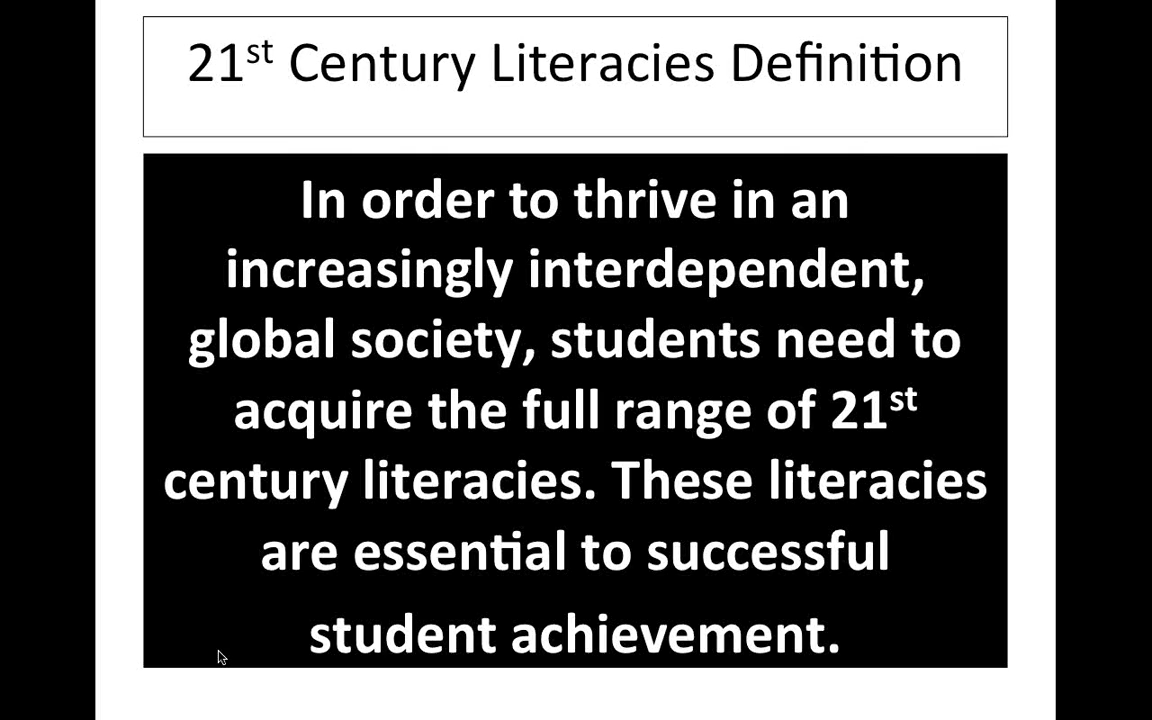 21st Century Literacies Definition
In order to thrive in an
increasingly interdependent,
global society, students need to
acquire the full range of 21st
century literacies. These literacies
are essential to successful
student achievement.